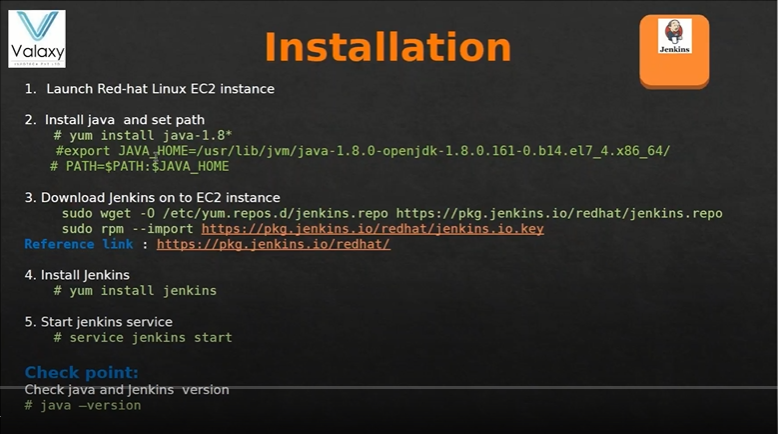 Valaxy
Installation
Jenkins
1. Launch Red-hat Linux EC2 instance
2. Install java and set path
# yum install java-1.8*
#export JAVA_HOME=/usr/lib/jvm/java-1.8.0-openjdk-1.8.0.161-0.b14.el7_4.x86_64/
# PATH=$PATH:$JAVA_HOME
3. Download Jenkins on to EC2 instance
sudo wget -O /etc/yum.repos.d/jenkins.repo https://pkg.jenkins.io/redhat/jenkins.repo
sudo rpm --import https://pkg.jenkins.io/redhat/jenkins.io.key
Reference link : https://pkg.jenkins.io/redhat/
4. Install Jenkins
# yum install jenkins
5. Start jenkins service
# service jenkins start
Check point:
Check java and Jenkins version
# java –version